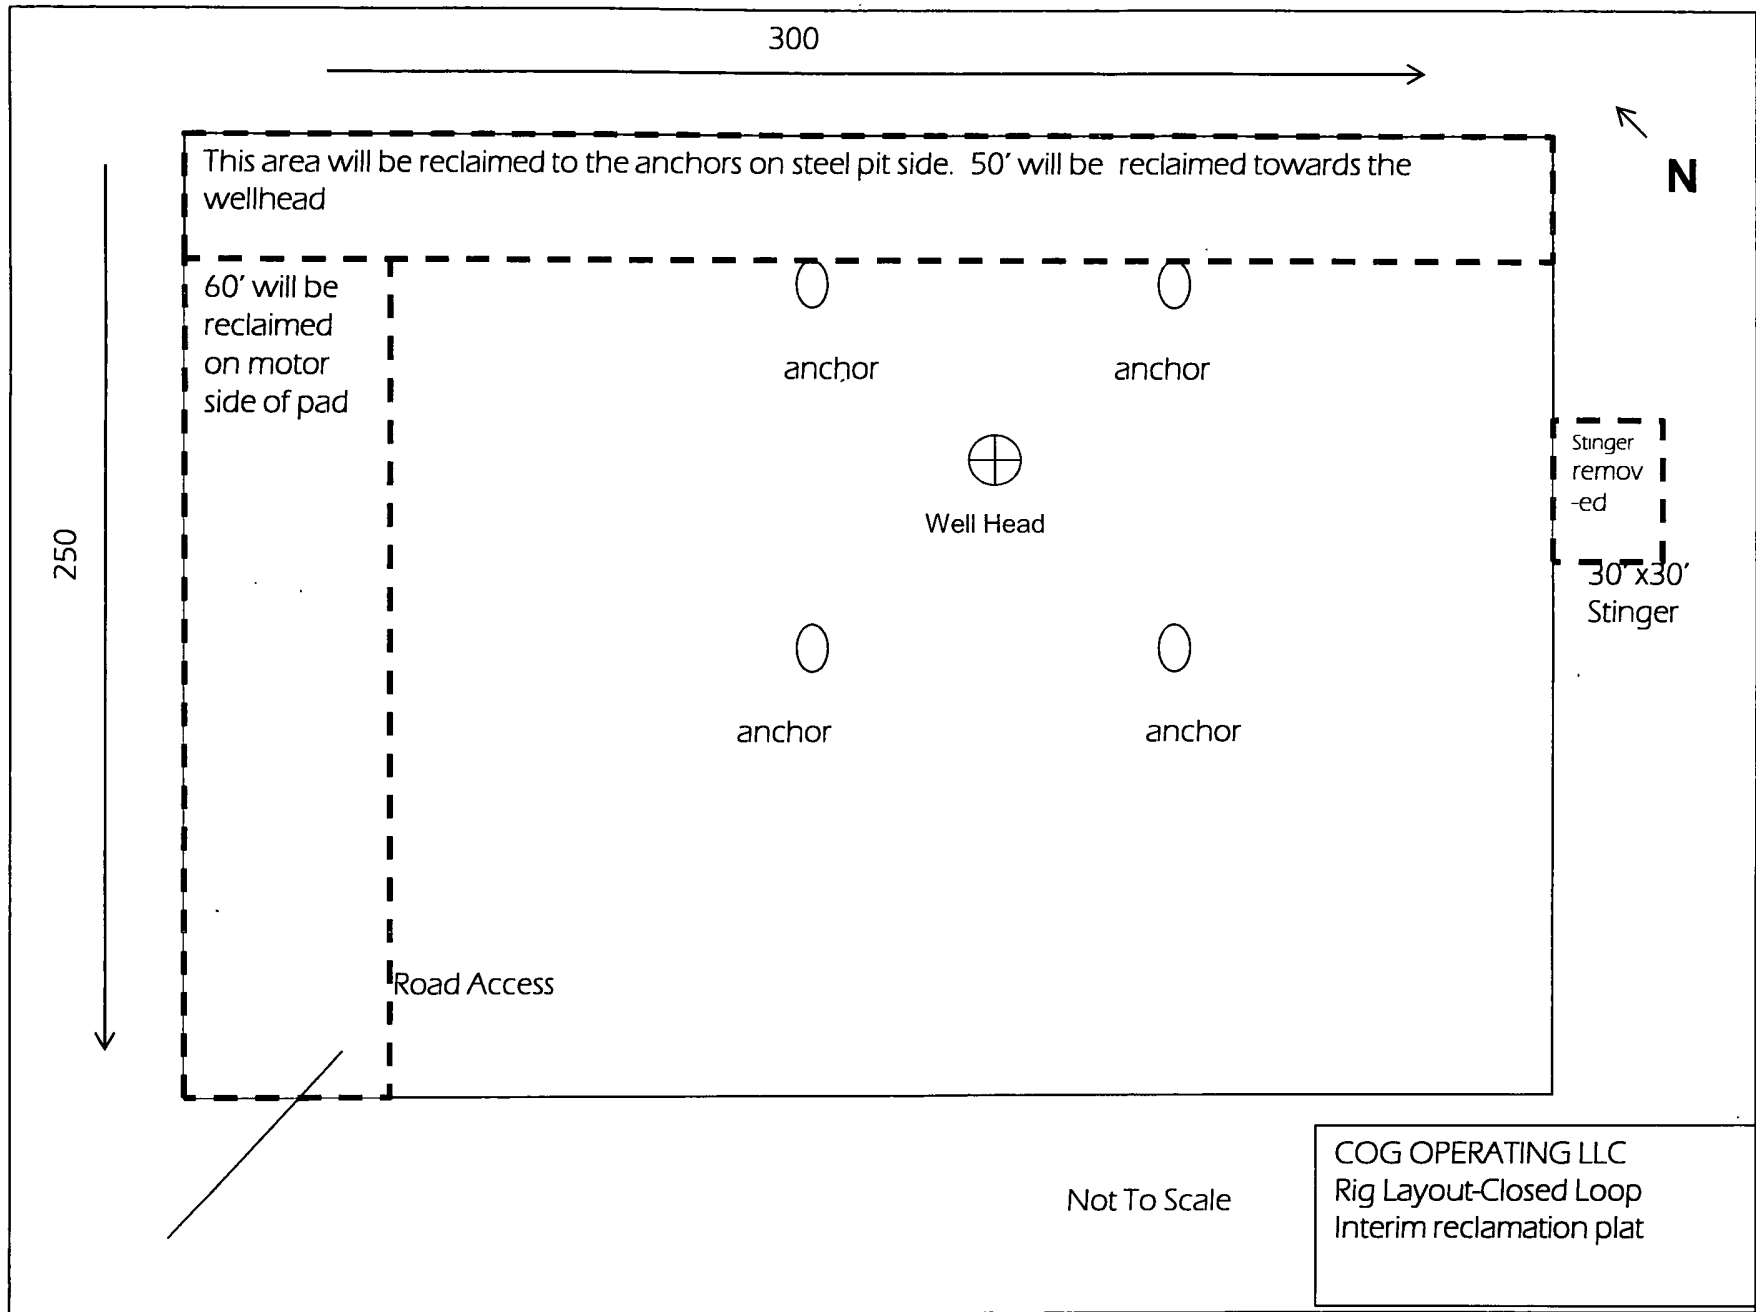 300
This area will be reclaimed to the anchors on steel pit side.  50' will be  reclaimed towards the
wellhead
N
60' will be
reclaimed
on motor
side of pad
anchor
anchor
Stinger
remov
-ed
Well Head
250
30'x30'
Stinger
anchor
anchor
Road Access
Not To Scale
COG OPERATING LLC
Rig Layout-Closed Loop
Interim reclamation plat